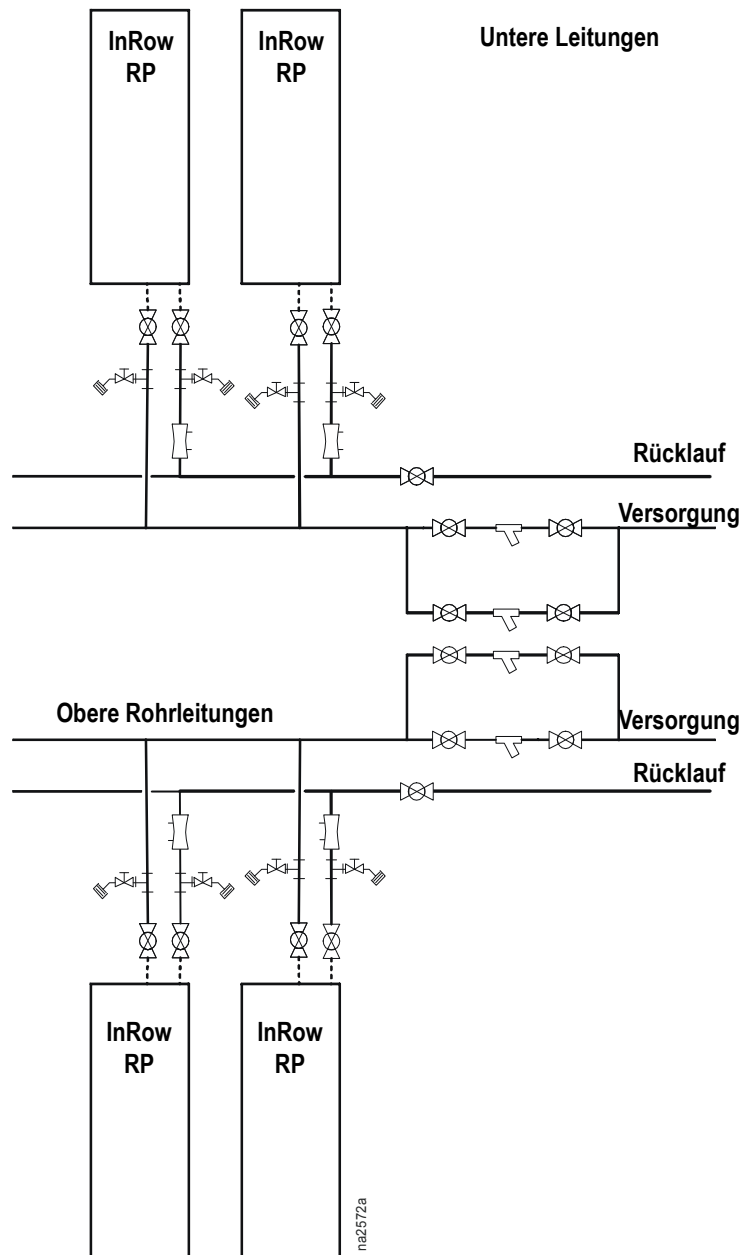 InRow
RP
InRow
RP
Untere Leitungen
Rücklauf
Versorgung
Obere Rohrleitungen
Versorgung
Rücklauf
InRow
RP
InRow
RP
na2572a